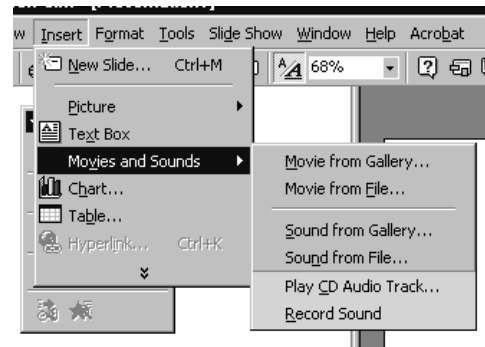 w Insert Format Tools Slide Show Window Help Acrobat
New Slide... Ctrl+M
68%
Picture
Text Box
Movies and Sounds
Chart...
Table...
Hyperlink... Ctrl+K
Movie from Gallery...
Movie from File...
Sound from Gallery...
Sound from File...
Play CD Audio Track...
Record Sound